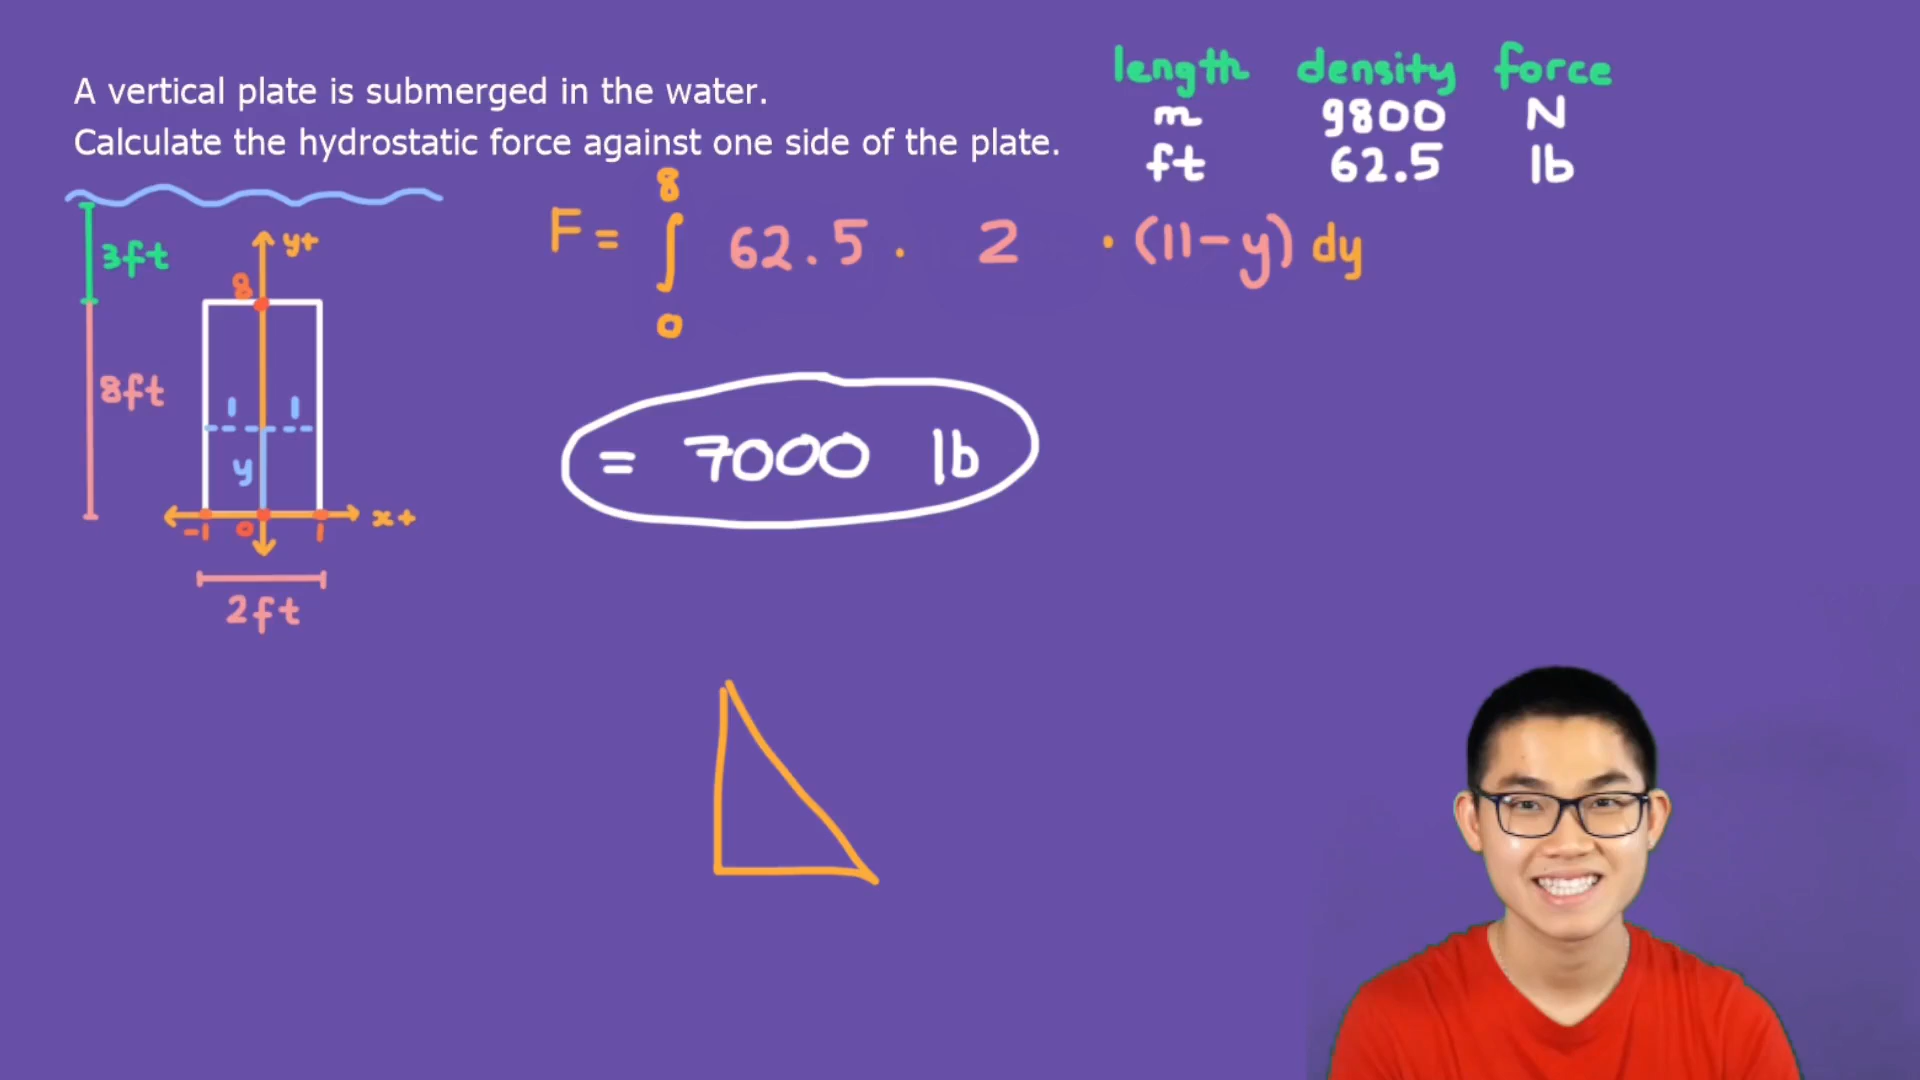 A vertical plate is submerged in the water.
Calculate the hydrostatic force against one side of the plate.
length density force
m 9800 N
ft 62.5 lb
F = ∫ 8 0 62.5 · 2 · (11-y) dy
= 7000 lb
3ft
y+
8
8ft
1 1
y
-1 0 1 x+
2ft